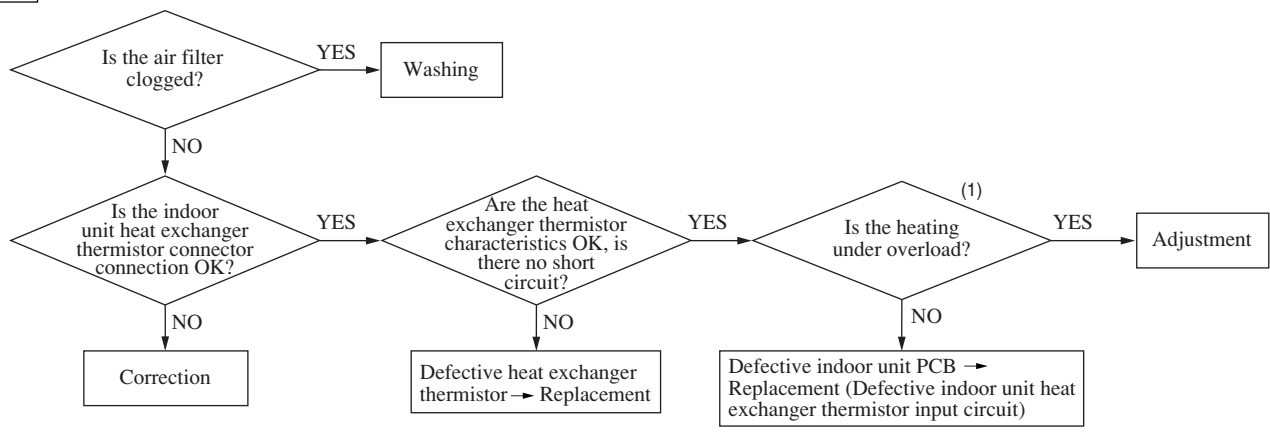 Is the air filter
clogged?
YES
Washing
NO
Is the indoor
unit heat exchanger
thermistor connector
connection OK?
YES
Are the heat
exchanger thermistor
characteristics OK, is
there no short
circuit?
YES
(1)
Is the heating
under overload?
YES
Adjustment
NO
Correction
NO
Defective heat exchanger
thermistor → Replacement
NO
Defective indoor unit PCB →
Replacement (Defective indoor unit heat
exchanger thermistor input circuit)